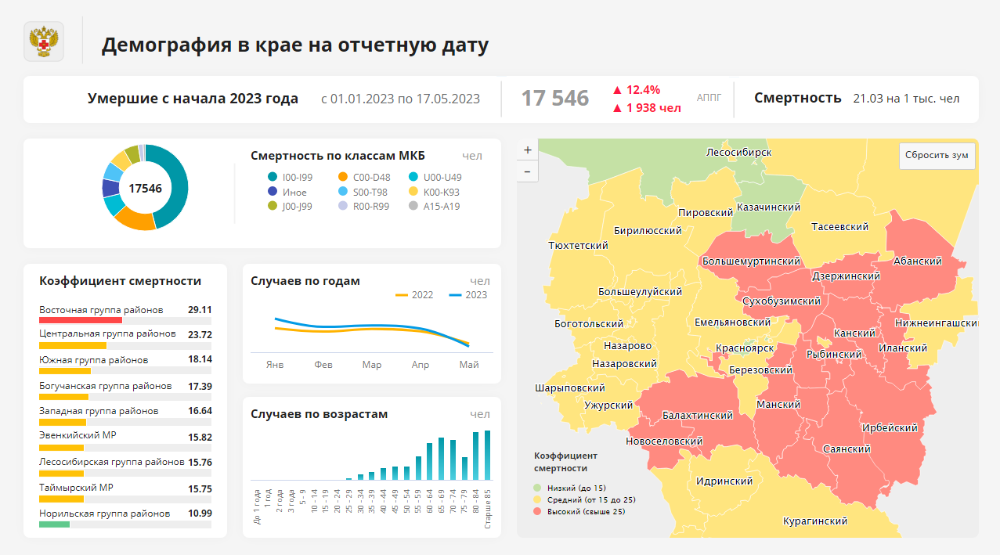 Демография в крае на отчетную дату
Умершие с начала 2023 года
с 01.01.2023 по 17.05.2023
17 546
▲ 12.4%
▲ 1 938 чел
АППГ
Смертность
21.03 на 1 тыс. чел
17546
Смертность по классам МКБ
чел
I00-I99
C00-D48
U00-U49
Иное
S00-T98
K00-K93
J00-J99
R00-R99
A15-A19
Коэффициент смертности
Восточная группа районов 29.11
Центральная группа районов 23.72
Южная группа районов 18.14
Богучанская группа районов 17.39
Западная группа районов 16.64
Эвенкийский МР 15.82
Лесосибирская группа районов 15.76
Таймырский МР 15.75
Норильская группа районов 10.99
Случаев по годам
чел
2022
2023
Янв Фев Мар Апр Май
Случаев по возрастам
чел
До 1 года
1 год
2 года
3 года
5 - 9
10 - 14
15 - 19
20 - 24
25 - 29
30 - 34
35 - 39
40 - 44
45 - 49
50 - 54
55 - 59
60 - 64
65 - 69
70 - 74
75 - 79
80 - 84
Старше 85
+
−
Сбросить зум
Лесосибирск
Казачинский
Пировский
Тасеевский
Бирилюсский
Тюхтетский
Большемуртинский
Абанский
Дзержинский
Большеулуйский
Сухобузимский
Боготольский
Емельяновский
Нижнеингашски
Канский
Назарово
Красноярск
Иланский
Рыбинский
Назаровский
Березовский
Шарыповский
Ужурский
Манский
Балахтинский
Ирбейский
Новоселовский
Саянский
Идринский
Курагинский
Коэффициент
смертности
Низкий (до 15)
Средний (от 15 до 25)
Высокий (свыше 25)